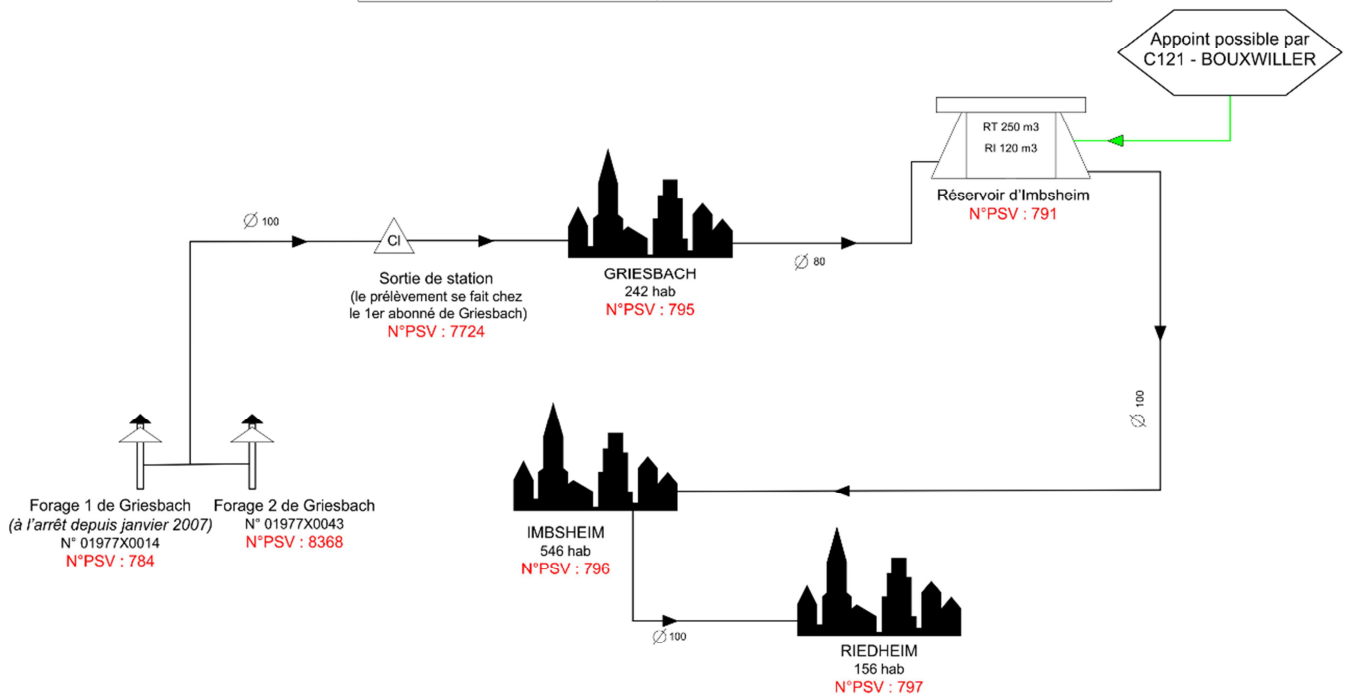 Appoint possible par
C121 - BOUXWILLER
RT 250 m3
RI 120 m3
Réservoir d'Imbsheim
N°PSV : 791
∅ 100
CI
Sortie de station
(le prélèvement se fait chez
le 1er abonné de Griesbach)
N°PSV : 7724
GRIESBACH
242 hab
N°PSV : 795
∅ 80
∅ 100
Forage 1 de Griesbach
(à l'arrêt depuis janvier 2007)
N° 01977X0014
N°PSV : 784
Forage 2 de Griesbach
N° 01977X0043
N°PSV : 8368
IMBSHEIM
546 hab
N°PSV : 796
∅ 100
RIEDHEIM
156 hab
N°PSV : 797